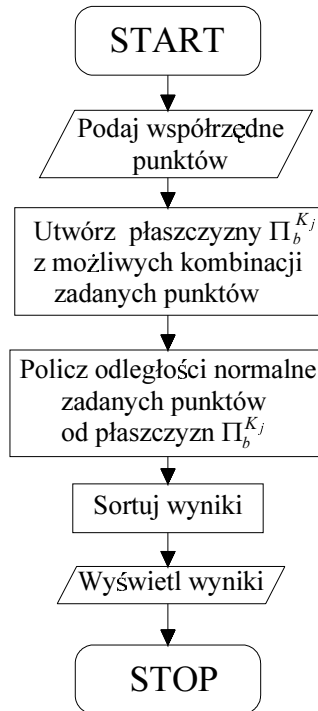 START
Podaj współrzędne
punktów
Utwórz płaszczyzny Π_b^{K_j}
z możliwych kombinacji
zadanych punktów
Policz odległości normalne
zadanych punktów
od płaszczyzn Π_b^{K_j}
Sortuj wyniki
Wyświetl wyniki
STOP